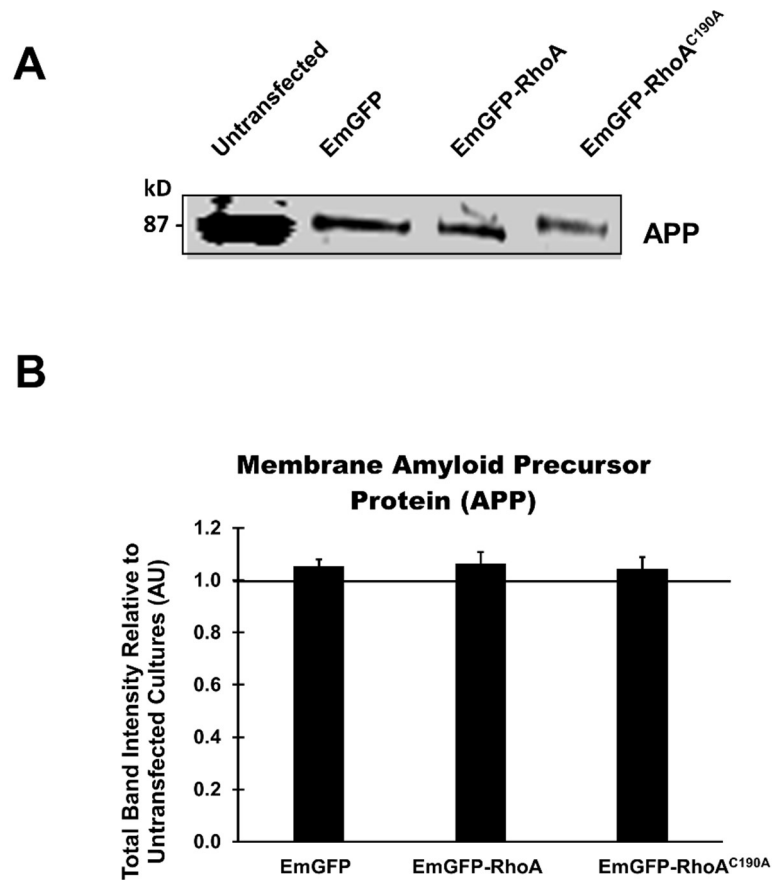 A
Untransfected
EmGFP
EmGFP-RhoA
EmGFP-RhoA^C190A
kD
87
APP
B
Membrane Amyloid Precursor
Protein (APP)
Total Band Intensity Relative to
Untransfected Cultures (AU)
1.2
1.0
0.8
0.6
0.4
0.2
0.0
EmGFP
EmGFP-RhoA
EmGFP-RhoA^C190A